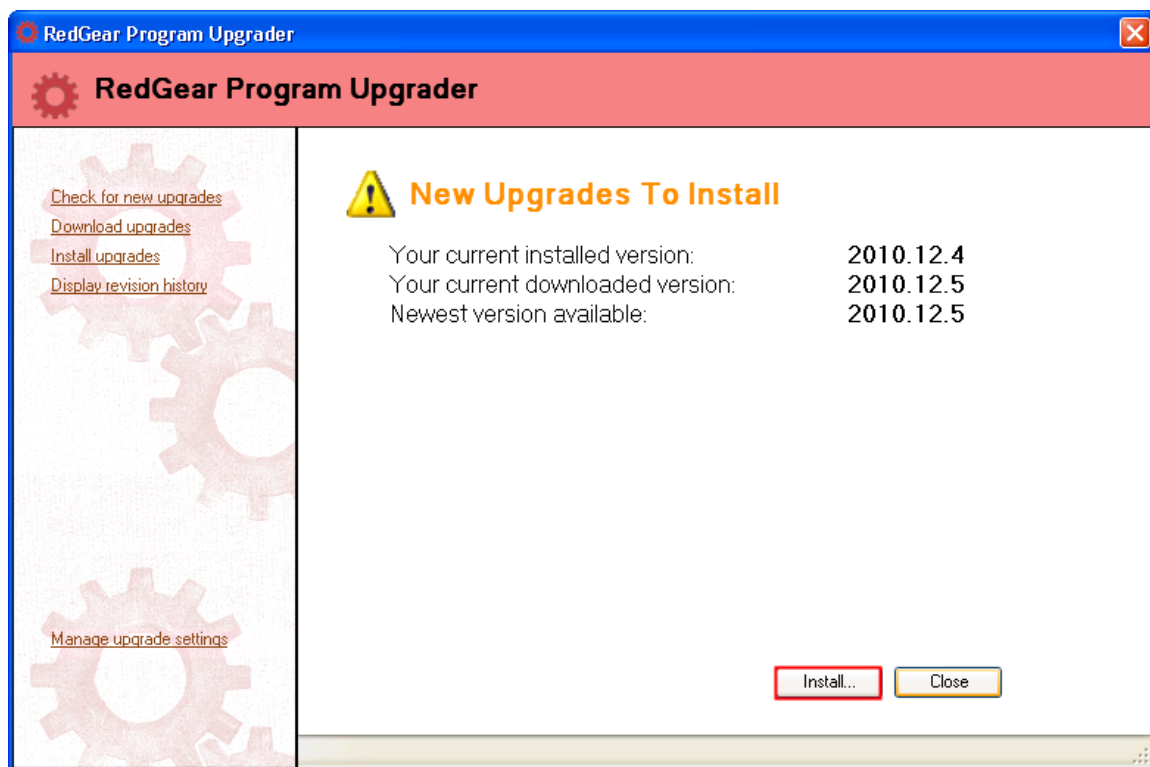 RedGear Program Upgrader
RedGear Program Upgrader
Check for new upgrades
Download upgrades
Install upgrades
Display revision history
Manage upgrade settings
New Upgrades To Install
Your current installed version: 2010.12.4
Your current downloaded version: 2010.12.5
Newest version available: 2010.12.5
Install... Close